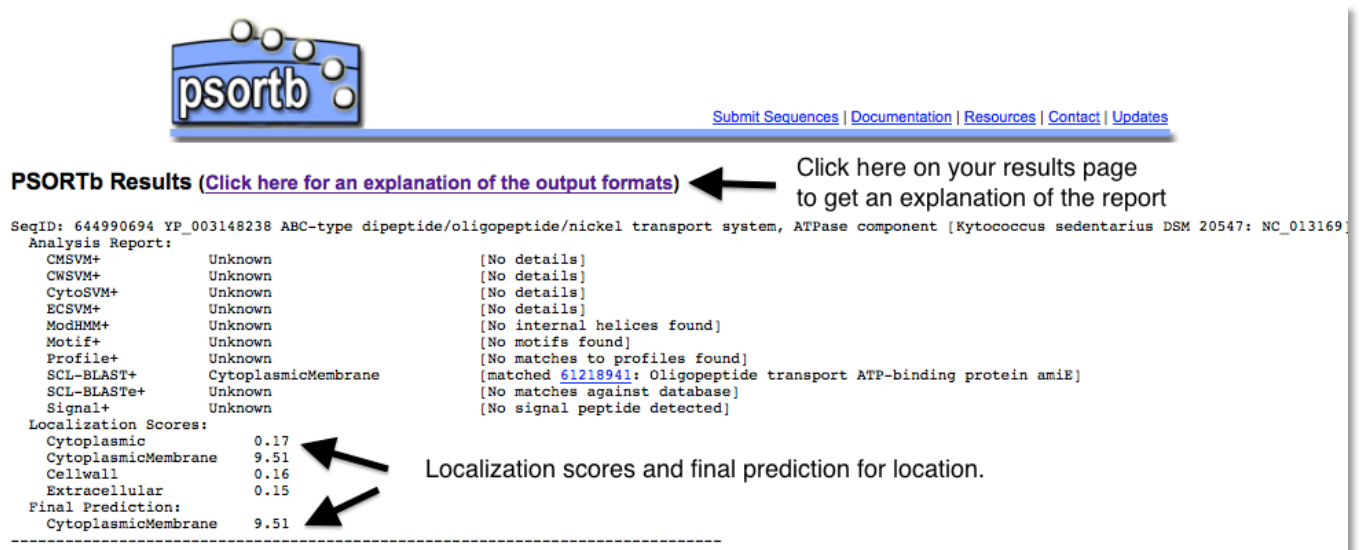 psortb
Submit Sequences | Documentation | Resources | Contact | Updates
PSORTb Results (Click here for an explanation of the output formats)
Click here on your results page
to get an explanation of the report
SeqID: 644990694 YP_003148238 ABC-type dipeptide/oligopeptide/nickel transport system, ATPase component [Kytococcus sedentarius DSM 20547: NC_013169]
Analysis Report:
CMSVM+ Unknown [No details]
CWSVM+ Unknown [No details]
CytoSVM+ Unknown [No details]
ECSVM+ Unknown [No details]
ModHMM+ Unknown [No internal helices found]
Motif+ Unknown [No motifs found]
Profile+ Unknown [No matches to profiles found]
SCL-BLAST+ CytoplasmicMembrane [matched 61218941: Oligopeptide transport ATP-binding protein amiE]
SCL-BLASTe+ Unknown [No matches against database]
Signal+ Unknown [No signal peptide detected]
Localization Scores:
Cytoplasmic 0.17
CytoplasmicMembrane 9.51
Cellwall 0.16
Extracellular 0.15
Localization scores and final prediction for location.
Final Prediction:
CytoplasmicMembrane 9.51
-------------------------------------------------------------------------------